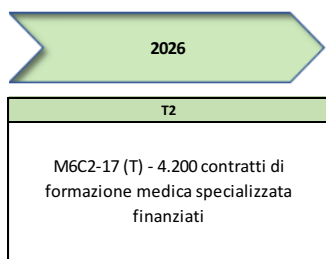 2026
T2
M6C2-17 (T) - 4.200 contratti di
formazione medica specializzata
finanziati